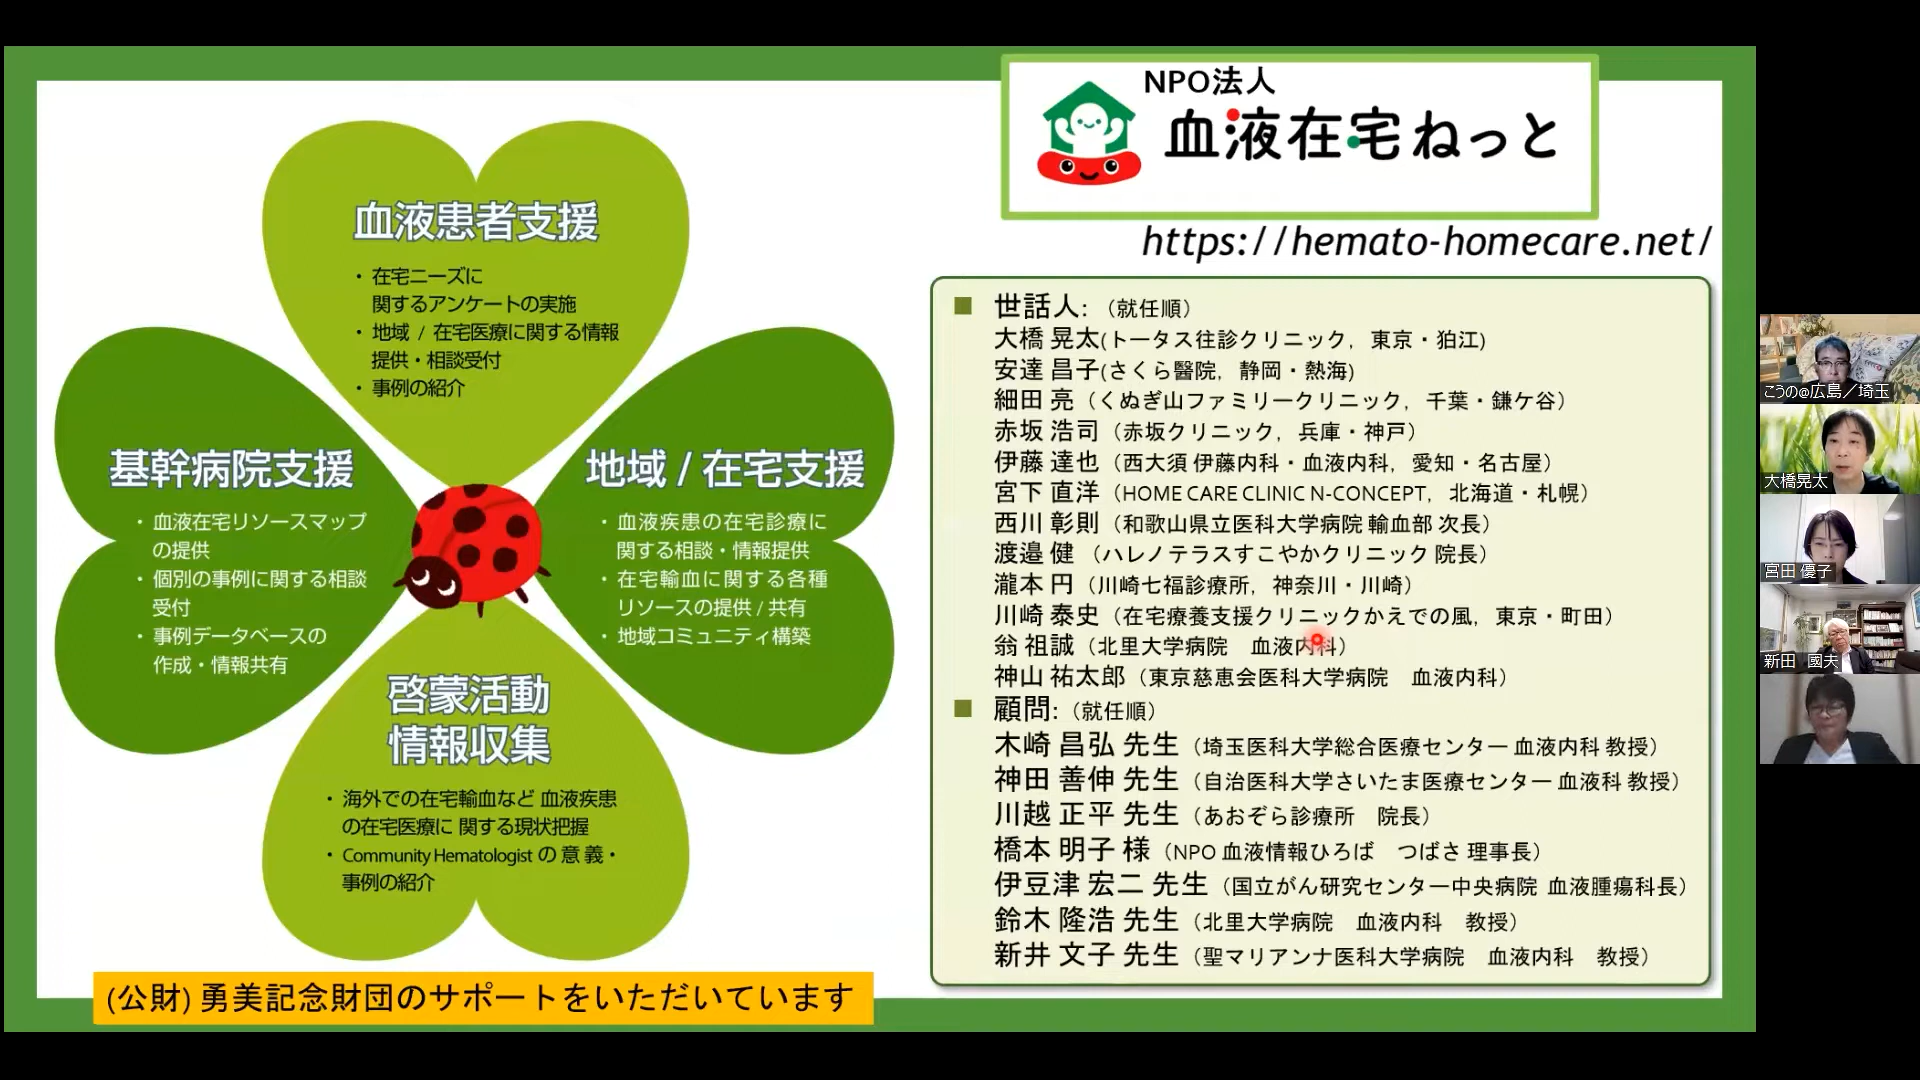 NPO法人
血液在宅ねっと
https://hemato-homecare.net/
血液患者支援
・在宅ニーズに
関するアンケートの実施
・地域 / 在宅医療に関する情報
提供・相談受付
・事例の紹介
基幹病院支援
・血液在宅リソースマップ
の提供
・個別の事例に関する相談
受付
・事例データベースの
作成・情報共有
地域 / 在宅支援
・血液疾患の在宅診療に
関する相談・情報提供
・在宅輸血に関する各種
リソースの提供 / 共有
・地域コミュニティ構築
啓蒙活動
情報収集
・海外での在宅輸血など 血液疾患
の在宅医療に 関する現状把握
・Community Hematologist の 意 義・
事例の紹介
(公財) 勇美記念財団のサポートをいただいています
■ 世話人:（就任順）
大橋 晃太(トータス往診クリニック，東京・狛江)
安達 昌子(さくら醫院，静岡・熱海)
細田 亮（くぬぎ山ファミリークリニック，千葉・鎌ケ谷）
赤坂 浩司（赤坂クリニック，兵庫・神戸）
伊藤 達也（西大須 伊藤内科・血液内科，愛知・名古屋）
宮下 直洋（HOME CARE CLINIC N-CONCEPT，北海道・札幌）
西川 彰則（和歌山県立医科大学病院 輸血部 次長）
渡邉 健 （ハレノテラスすこやかクリニック 院長）
瀧本 円（川崎七福診療所，神奈川・川崎）
川崎 泰史（在宅療養支援クリニックかえでの風，東京・町田）
翁 祖誠（北里大学病院　血液内科）
神山 祐太郎（東京慈恵会医科大学病院　血液内科）
■ 顧問:（就任順）
木崎 昌弘 先生（埼玉医科大学総合医療センター 血液内科 教授）
神田 善伸 先生（自治医科大学さいたま医療センター 血液科 教授）
川越 正平 先生（あおぞら診療所　院長）
橋本 明子 様（NPO 血液情報ひろば　つばさ 理事長）
伊豆津 宏二 先生（国立がん研究センター中央病院 血液腫瘍科長）
鈴木 隆浩 先生（北里大学病院　血液内科　教授）
新井 文子 先生（聖マリアンナ医科大学病院　血液内科　教授）
こうの@広島／埼玉
大橋晃太
宮田 優子
新田　國夫